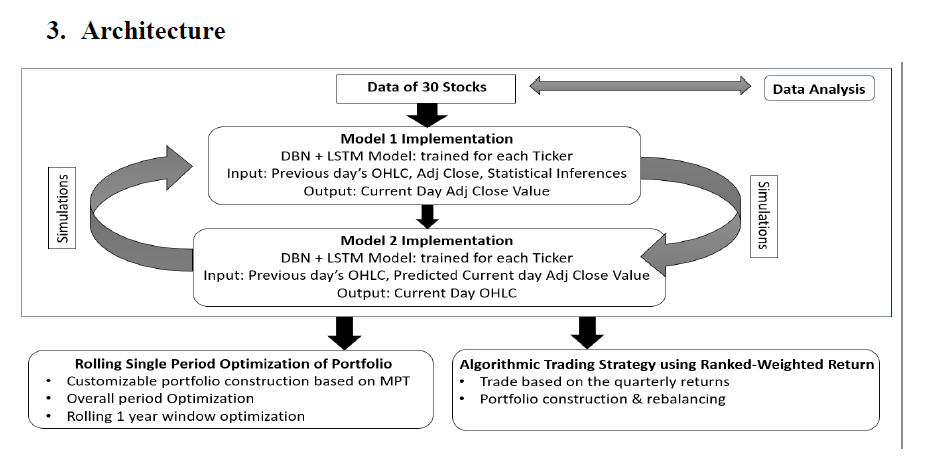 3. Architecture
Data of 30 Stocks
Data Analysis
Model 1 Implementation
DBN + LSTM Model: trained for each Ticker
Input: Previous day's OHLC, Adj Close, Statistical Inferences
Output: Current Day Adj Close Value
Simulations
Simulations
Model 2 Implementation
DBN + LSTM Model: trained for each Ticker
Input: Previous day's OHLC, Predicted Current day Adj Close Value
Output: Current Day OHLC
Rolling Single Period Optimization of Portfolio
• Customizable portfolio construction based on MPT
• Overall period Optimization
• Rolling 1 year window optimization
Algorithmic Trading Strategy using Ranked-Weighted Return
• Trade based on the quarterly returns
• Portfolio construction & rebalancing